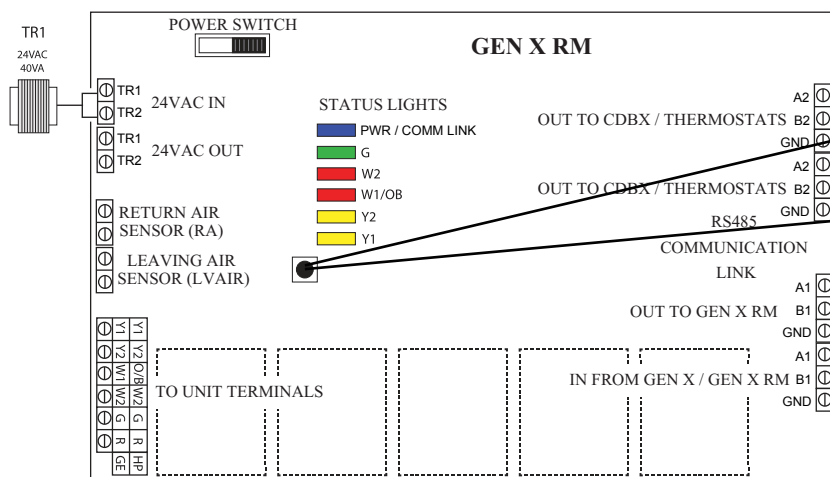 POWER SWITCH
TR1
24VAC
40VA
GEN X RM
TR1
TR2
24VAC IN
TR1
TR2
24VAC OUT
STATUS LIGHTS
PWR / COMM LINK
G
W2
W1/OB
Y2
Y1
RETURN AIR
SENSOR (RA)
LEAVING AIR
SENSOR (LVAIR)
A2
OUT TO CDBX / THERMOSTATS B2
GND
A2
OUT TO CDBX / THERMOSTATS B2
GND
RS485
COMMUNICATION
LINK
A1
OUT TO GEN X RM B1
GND
A1
IN FROM GEN X / GEN X RM B1
GND
Y1 Y1
Y2 Y2
W1 O/B
W2 W2
G G
R R
GE HP
TO UNIT TERMINALS